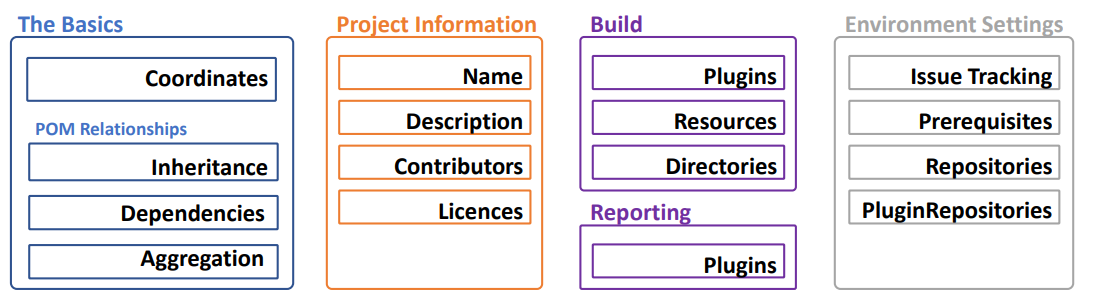 The Basics
Coordinates
POM Relationships
Inheritance
Dependencies
Aggregation
Project Information
Name
Description
Contributors
Licences
Build
Plugins
Resources
Directories
Reporting
Plugins
Environment Settings
Issue Tracking
Prerequisites
Repositories
PluginRepositories